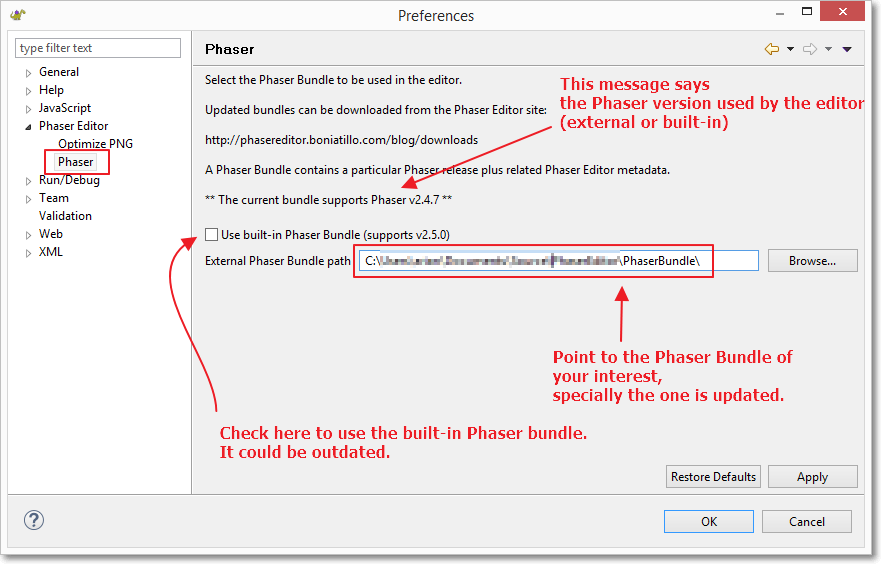 Preferences
type filter text
General
Help
JavaScript
Phaser Editor
Optimize PNG
Phaser
Run/Debug
Team
Validation
Web
XML
Phaser
Select the Phaser Bundle to be used in the editor.
Updated bundles can be downloaded from the Phaser Editor site:
http://phasereditor.boniatillo.com/blog/downloads
A Phaser Bundle contains a particular Phaser release plus related Phaser Editor metadata.
** The current bundle supports Phaser v2.4.7 **
Use built-in Phaser Bundle (supports v2.5.0)
External Phaser Bundle path C:\ \PhaserBundle\ Browse...
This message says
the Phaser version used by the editor
(external or built-in)
Point to the Phaser Bundle of
your interest,
specially the one is updated.
Check here to use the built-in Phaser bundle.
It could be outdated.
Restore Defaults Apply
OK Cancel